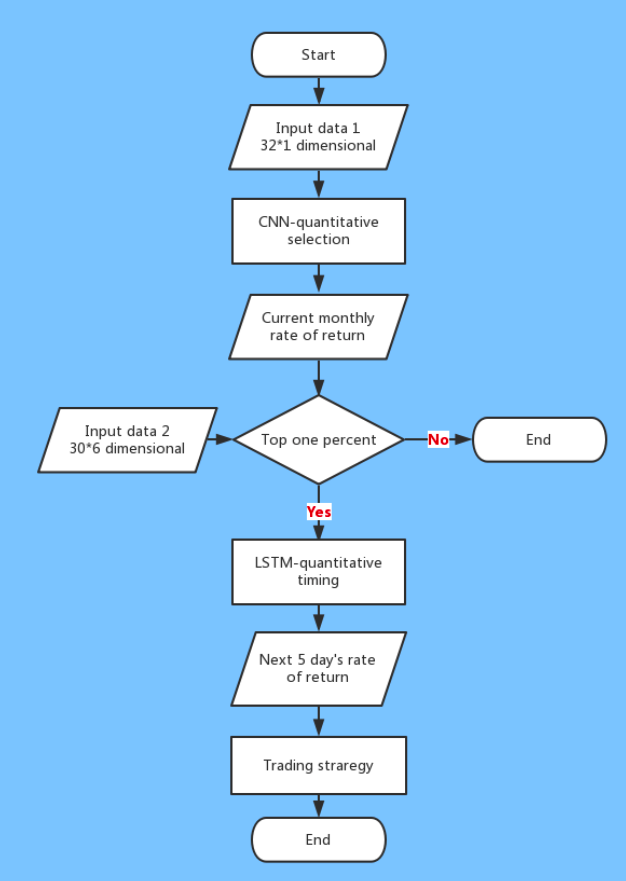 Start
Input data 1
32*1 dimensional
CNN-quantitative
selection
Current monthly
rate of return
Input data 2
30*6 dimensional
Top one percent
No
End
Yes
LSTM-quantitative
timing
Next 5 day's rate
of return
Trading straregy
End